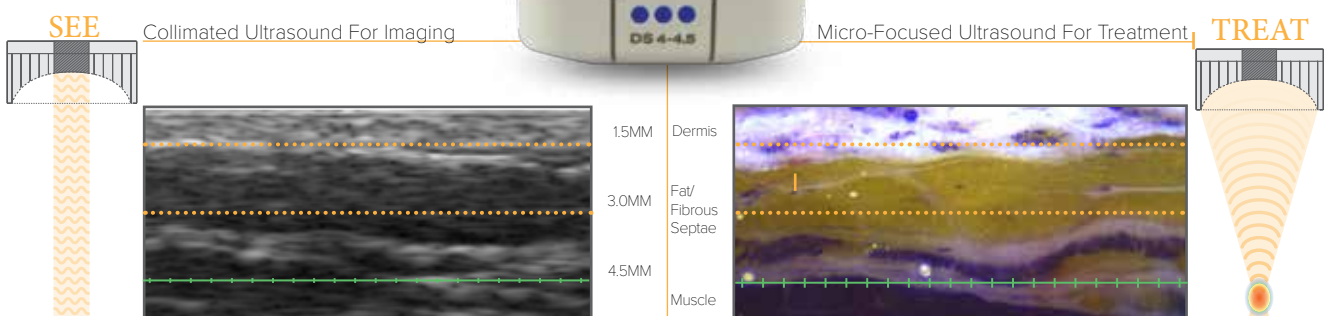 SEE
Collimated Ultrasound For Imaging
DS 4-4.5
Micro-Focused Ultrasound For Treatment
TREAT
1.5MM
Dermis
3.0MM
Fat/
Fibrous
Septae
4.5MM
Muscle